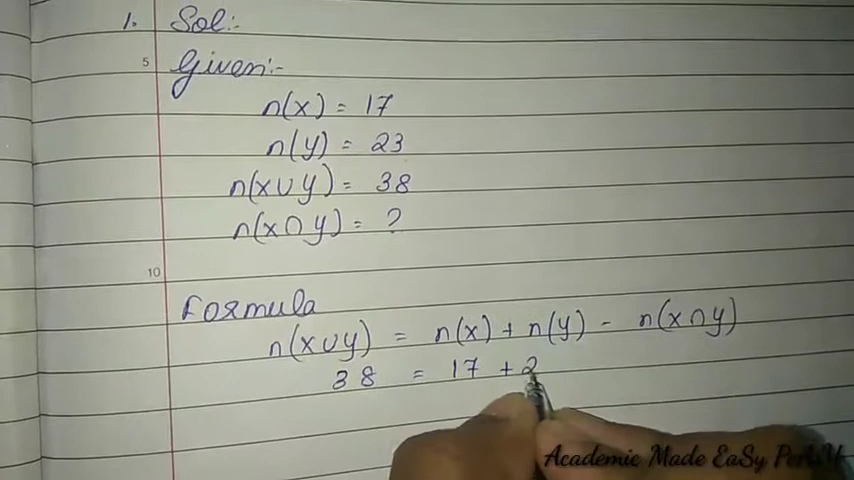 1. Sol:-
5 Given:-
n(x) = 17
n(y) = 23
n(x∪y) = 38
n(x∩y) = ?
10
Formula
n(x∪y) = n(x) + n(y) - n(x∩y)
38 = 17 + 2
Academic Made EaSy